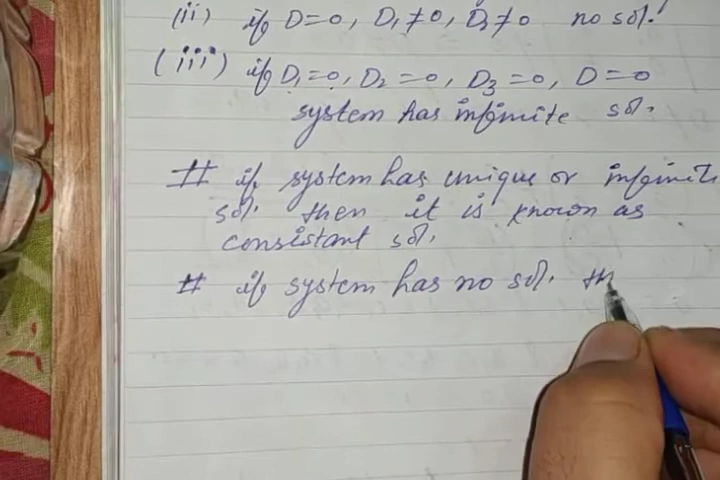 (ii) if D=0, D₁≠0, D₃≠0 no sol.
(iii) if D₁=0, D₂=0, D₃=0, D=0
system has infinite sol.
# if system has unique or infinite
sol. then it is known as
consistant sol.
# if system has no sol. th